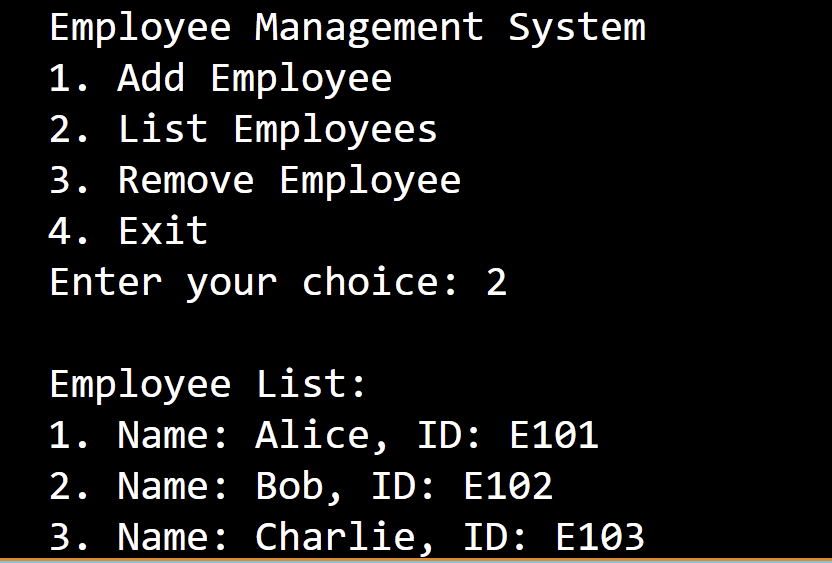 Employee Management System
1. Add Employee
2. List Employees
3. Remove Employee
4. Exit
Enter your choice: 2
Employee List:
1. Name: Alice, ID: E101
2. Name: Bob, ID: E102
3. Name: Charlie, ID: E103